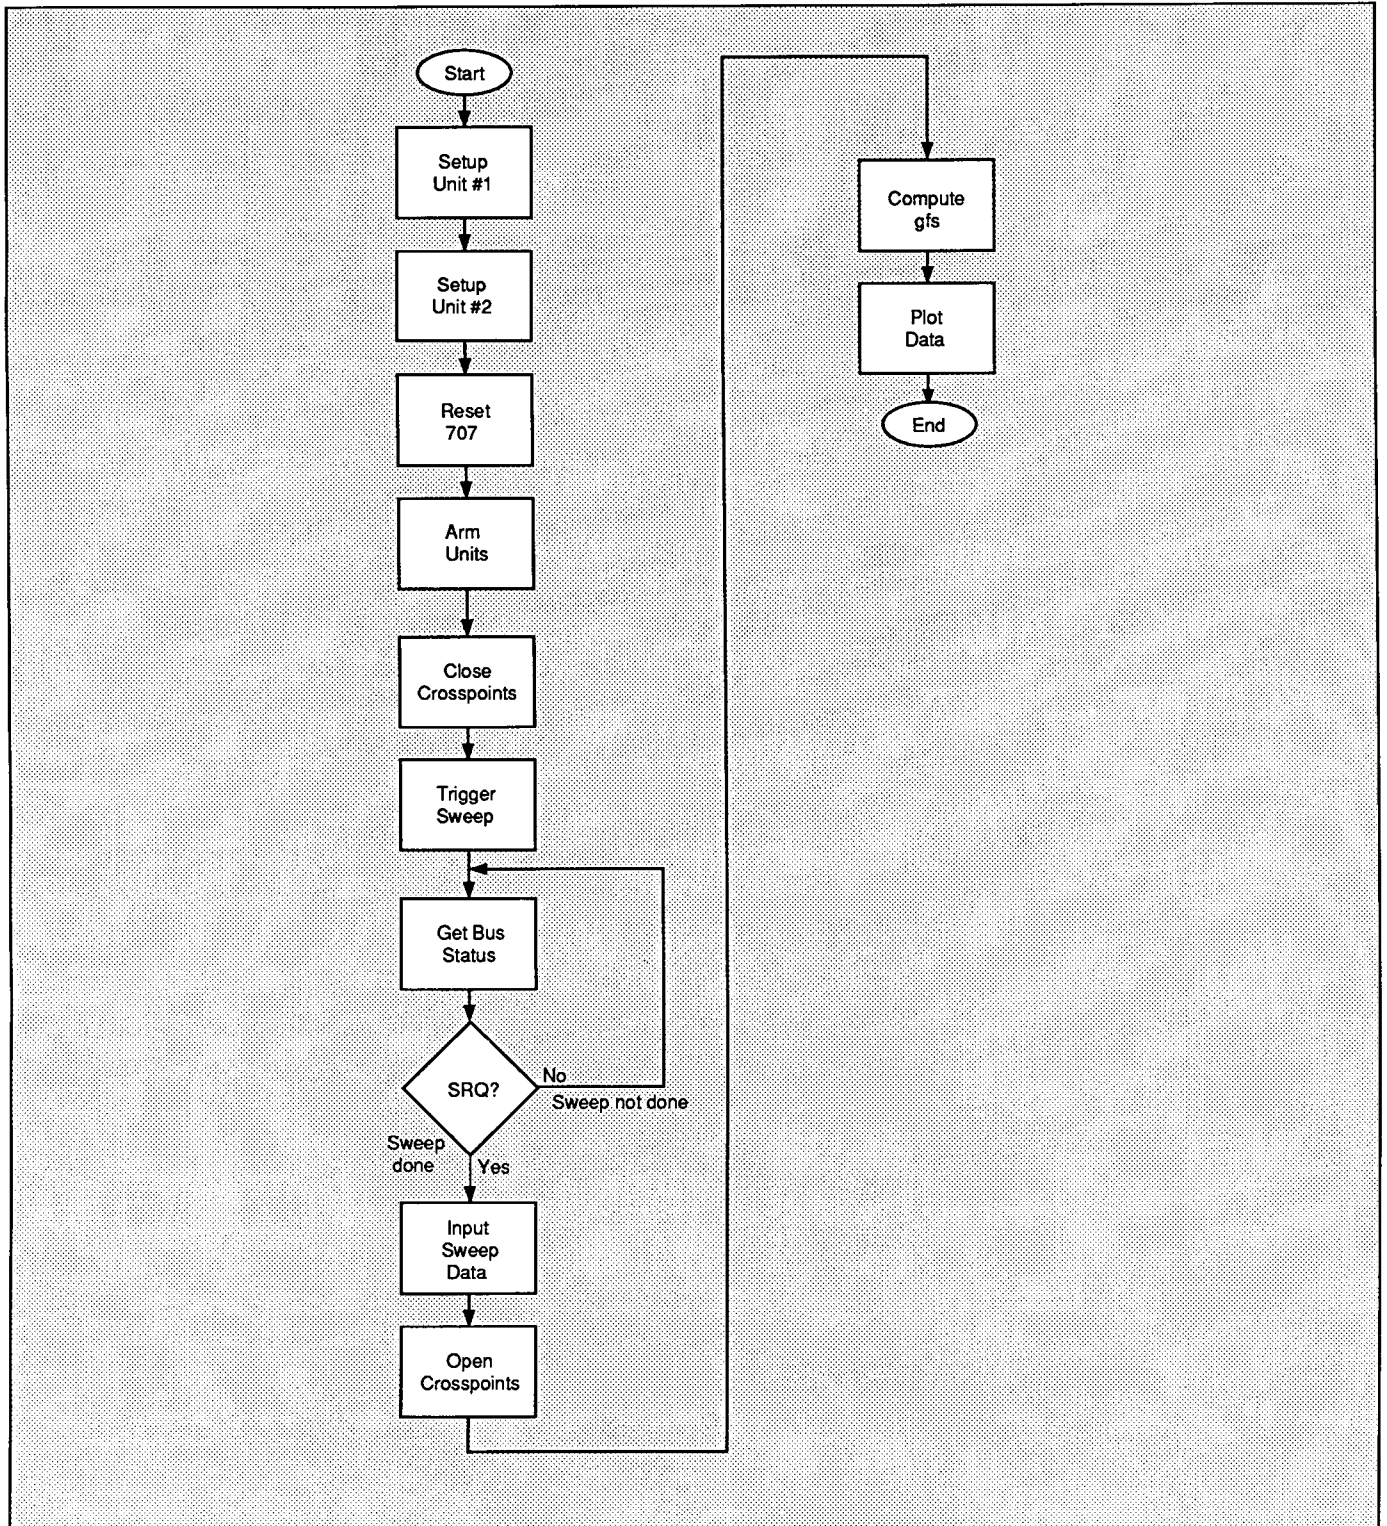 Start
Setup
Unit #1
Setup
Unit #2
Reset
707
Arm
Units
Close
Crosspoints
Trigger
Sweep
Get Bus
Status
SRQ?
No
Sweep not done
Sweep
done
Yes
Input
Sweep
Data
Open
Crosspoints
Compute
gfs
Plot
Data
End